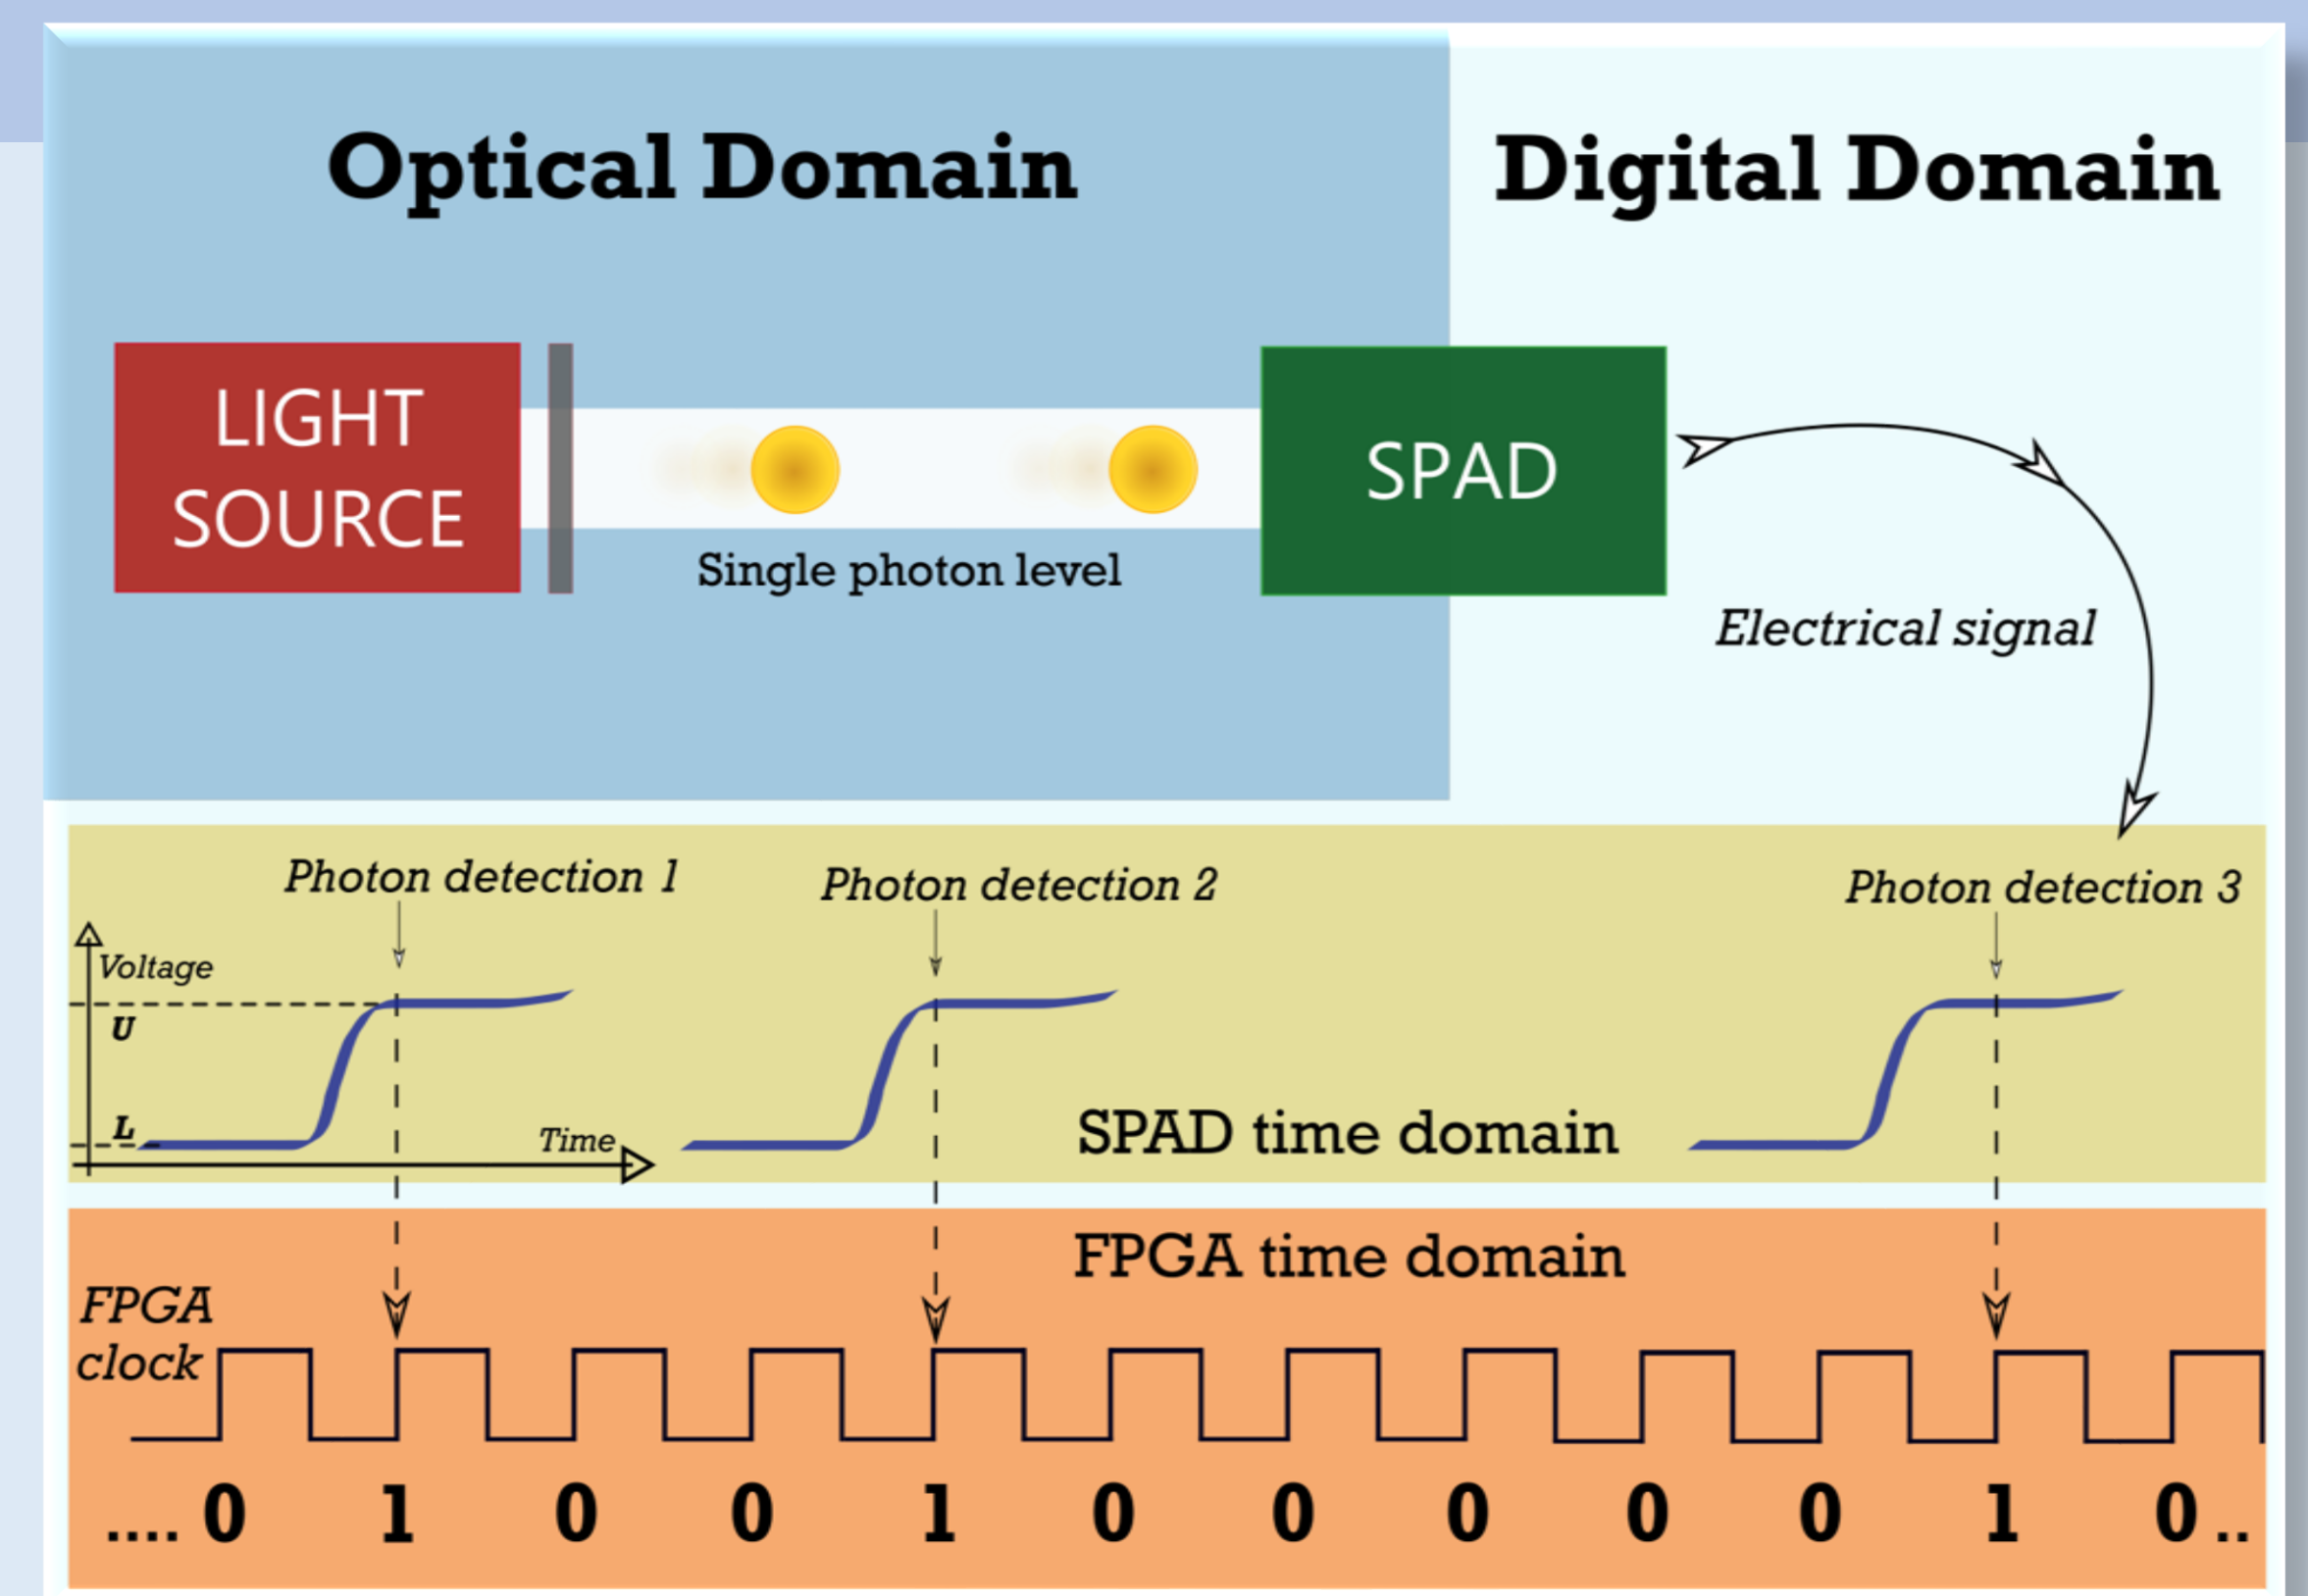 Optical Domain
Digital Domain
LIGHT
SOURCE
SPAD
Single photon level
Electrical signal
Photon detection 1
Photon detection 2
Photon detection 3
Voltage
U
L
Time
SPAD time domain
FPGA time domain
FPGA
clock
.... 0 1 0 0 1 0 0 0 0 0 1 0 ..